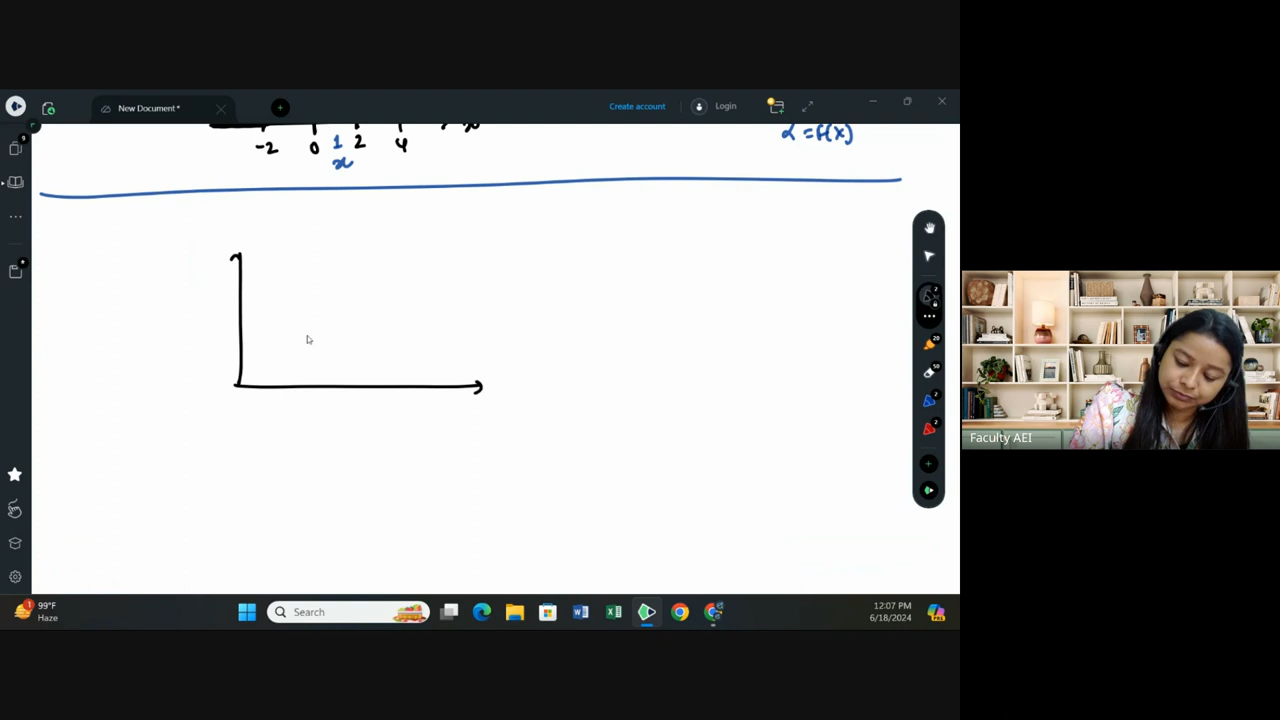 New Document*
Create account
Login
-2 0 1 2 4
x
α = f(x)
Faculty AEI
99°F
Haze
Search
12:07 PM
6/18/2024